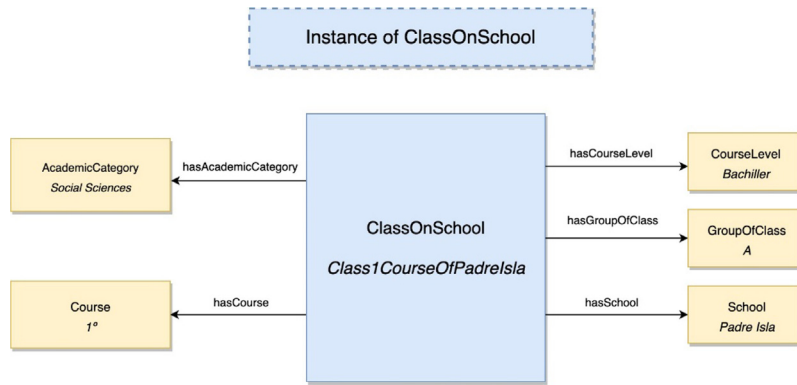 Instance of ClassOnSchool
AcademicCategory
Social Sciences
hasAcademicCategory
Course
1º
hasCourse
ClassOnSchool
Class1CourseOfPadreIsla
hasCourseLevel
CourseLevel
Bachiller
hasGroupOfClass
GroupOfClass
A
hasSchool
School
Padre Isla